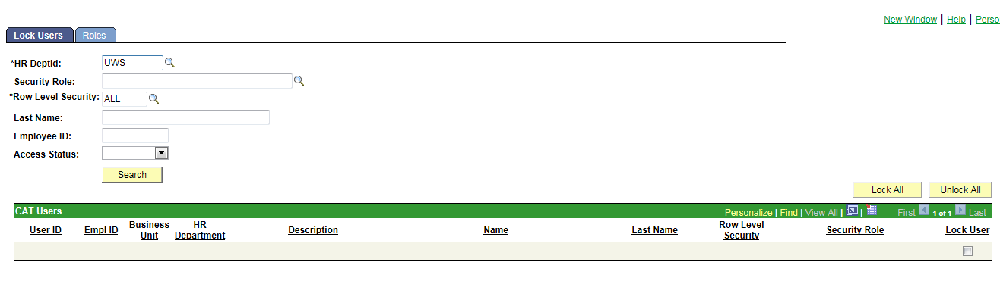 New Window | Help | Perso
Lock Users Roles
*HR Deptid: UWS
Security Role:
*Row Level Security: ALL
Last Name:
Employee ID:
Access Status:
Search
Lock All Unlock All
CAT Users Personalize | Find | View All | | First 1 of 1 Last
User ID Empl ID Business Unit HR Department Description Name Last Name Row Level Security Security Role Lock User